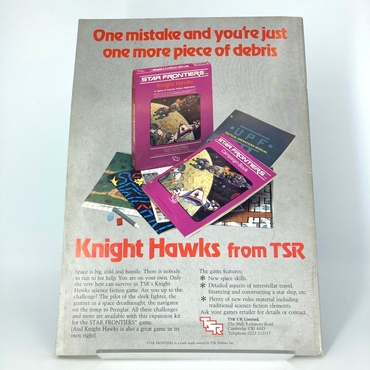 One mistake and you're just
one more piece of debris
STAR FRONTIERS
Knight Hawks
UPF
STAR FRONTIERS
Campaign Book
Knight Hawks from TSR
Space is big, cold and hostile. There is nobody
to run to for help. You are on your own. Only
the very best can survive in TSR's Knight
Hawks science fiction game. Are you up to the
challenge? The pilot of the sleek fighter, the
gunner in a space dreadnought, the navigator
on the jump to Prenglar. All these challenges
and more are available with this expansion kit
for the STAR FRONTIERS game.
(And Knight Hawks is also a great game in its
own right)
The game features:
New space skills.
Detailed aspects of interstellar travel,
financing and constructing a star ship, etc.
Plenty of new rules material including
traditional science fiction elements.
Ask your games retailer for details or contact:
TSR
TSR UK Limited,
The Mill, Rathmore Road,
Cambridge CB1 4AD